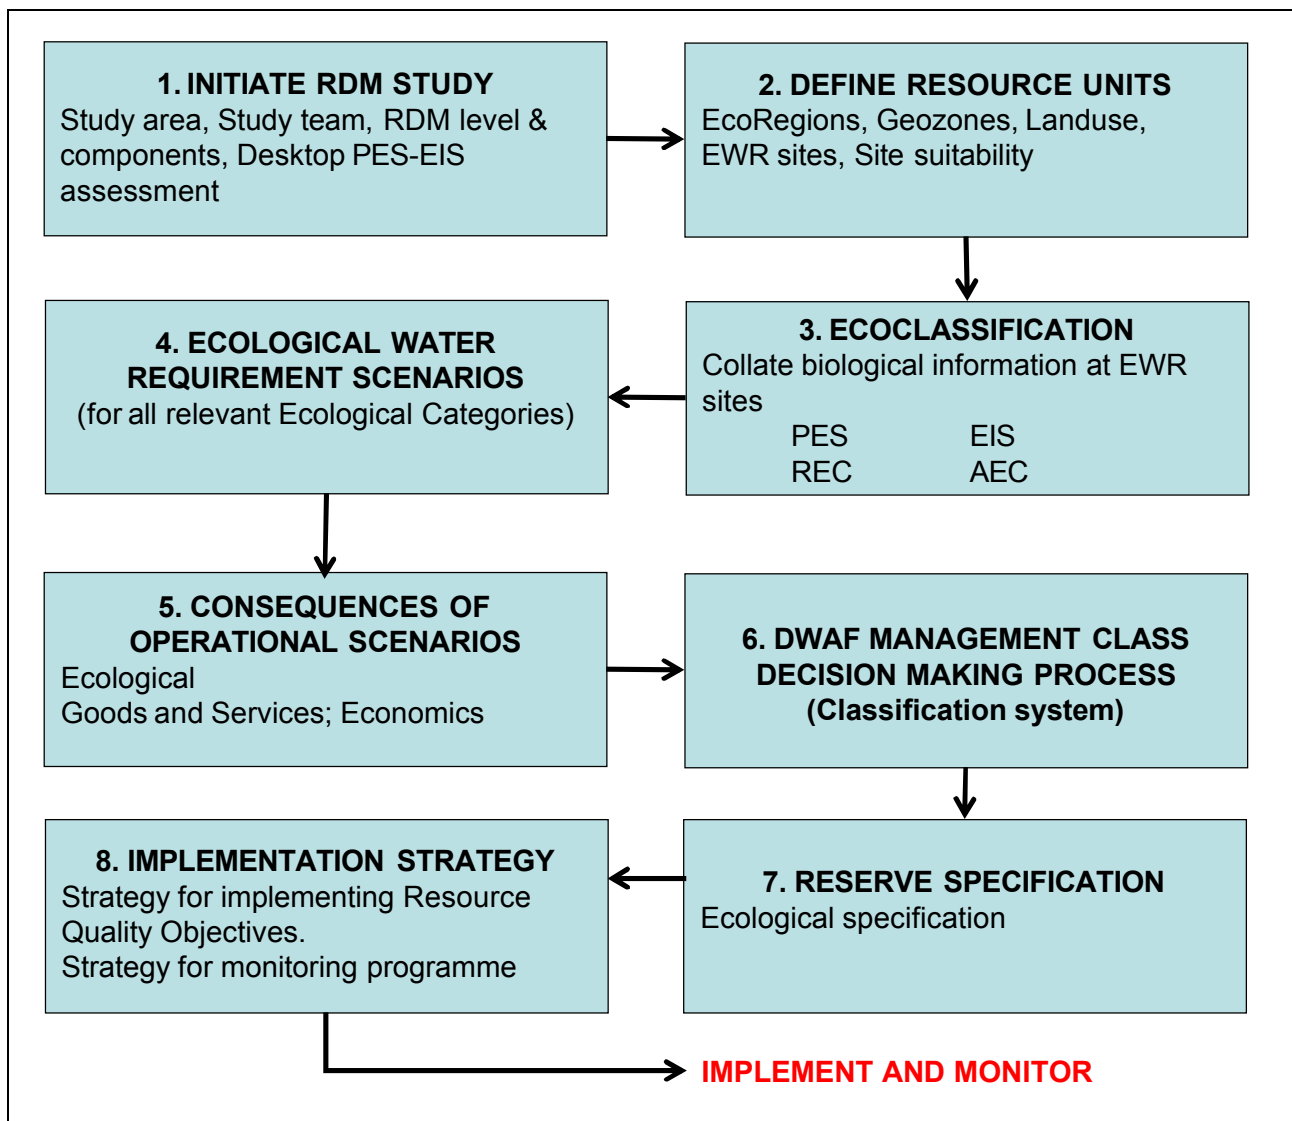 1. INITIATE RDM STUDY
Study area, Study team, RDM level &
components, Desktop PES-EIS
assessment
2. DEFINE RESOURCE UNITS
EcoRegions, Geozones, Landuse,
EWR sites, Site suitability
3. ECOCLASSIFICATION
Collate biological information at EWR
sites
PES EIS
REC AEC
4. ECOLOGICAL WATER
REQUIREMENT SCENARIOS
(for all relevant Ecological Categories)
5. CONSEQUENCES OF
OPERATIONAL SCENARIOS
Ecological
Goods and Services; Economics
6. DWAF MANAGEMENT CLASS
DECISION MAKING PROCESS
(Classification system)
7. RESERVE SPECIFICATION
Ecological specification
8. IMPLEMENTATION STRATEGY
Strategy for implementing Resource
Quality Objectives.
Strategy for monitoring programme
IMPLEMENT AND MONITOR